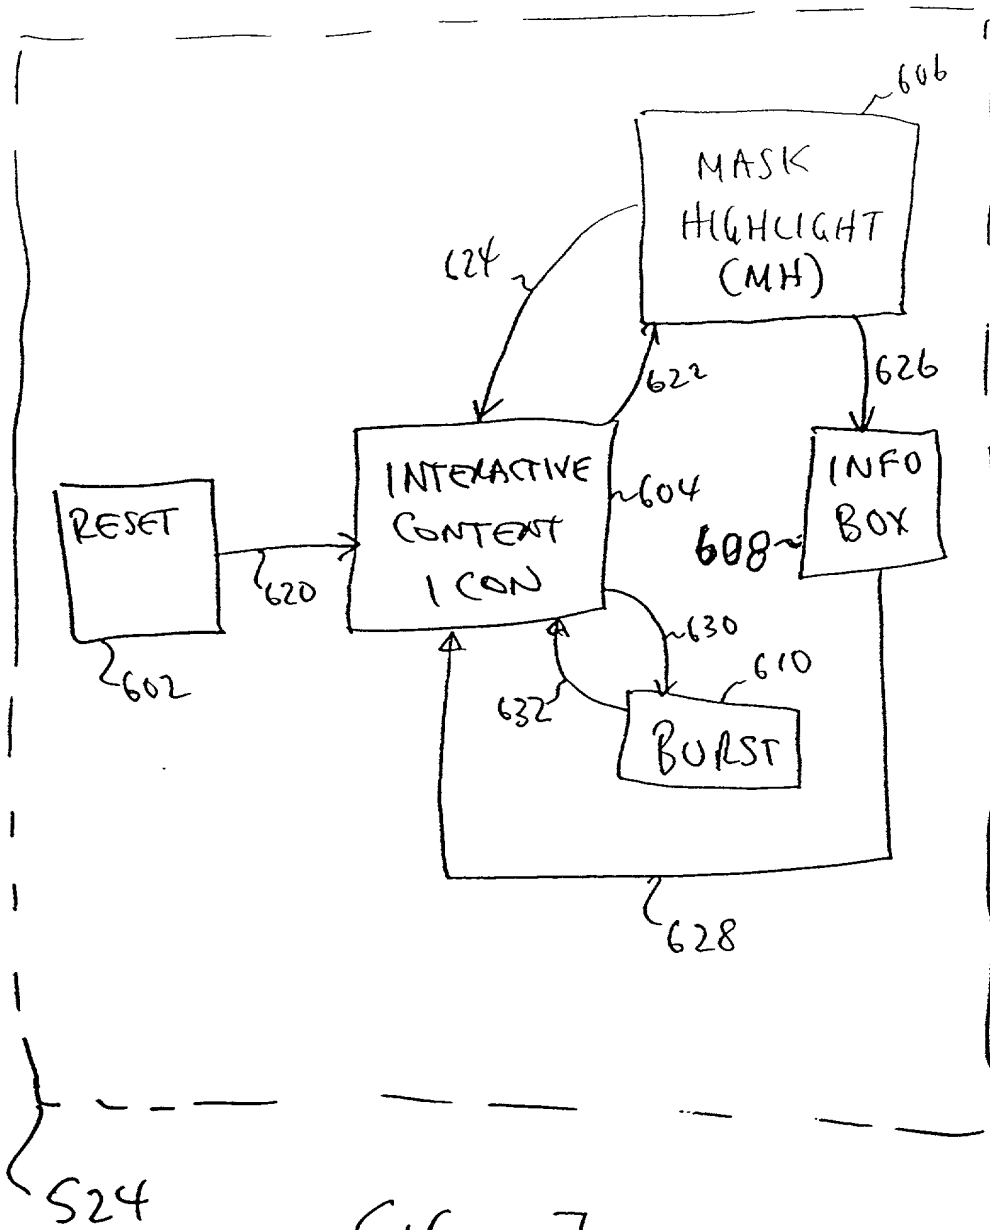 606
MASK
HIGHLIGHT
(MH)
624
622
626
INTERACTIVE
CONTENT
ICON
604
INFO
BOX
608
RESET
620
602
630
632
610
BURST
628
524